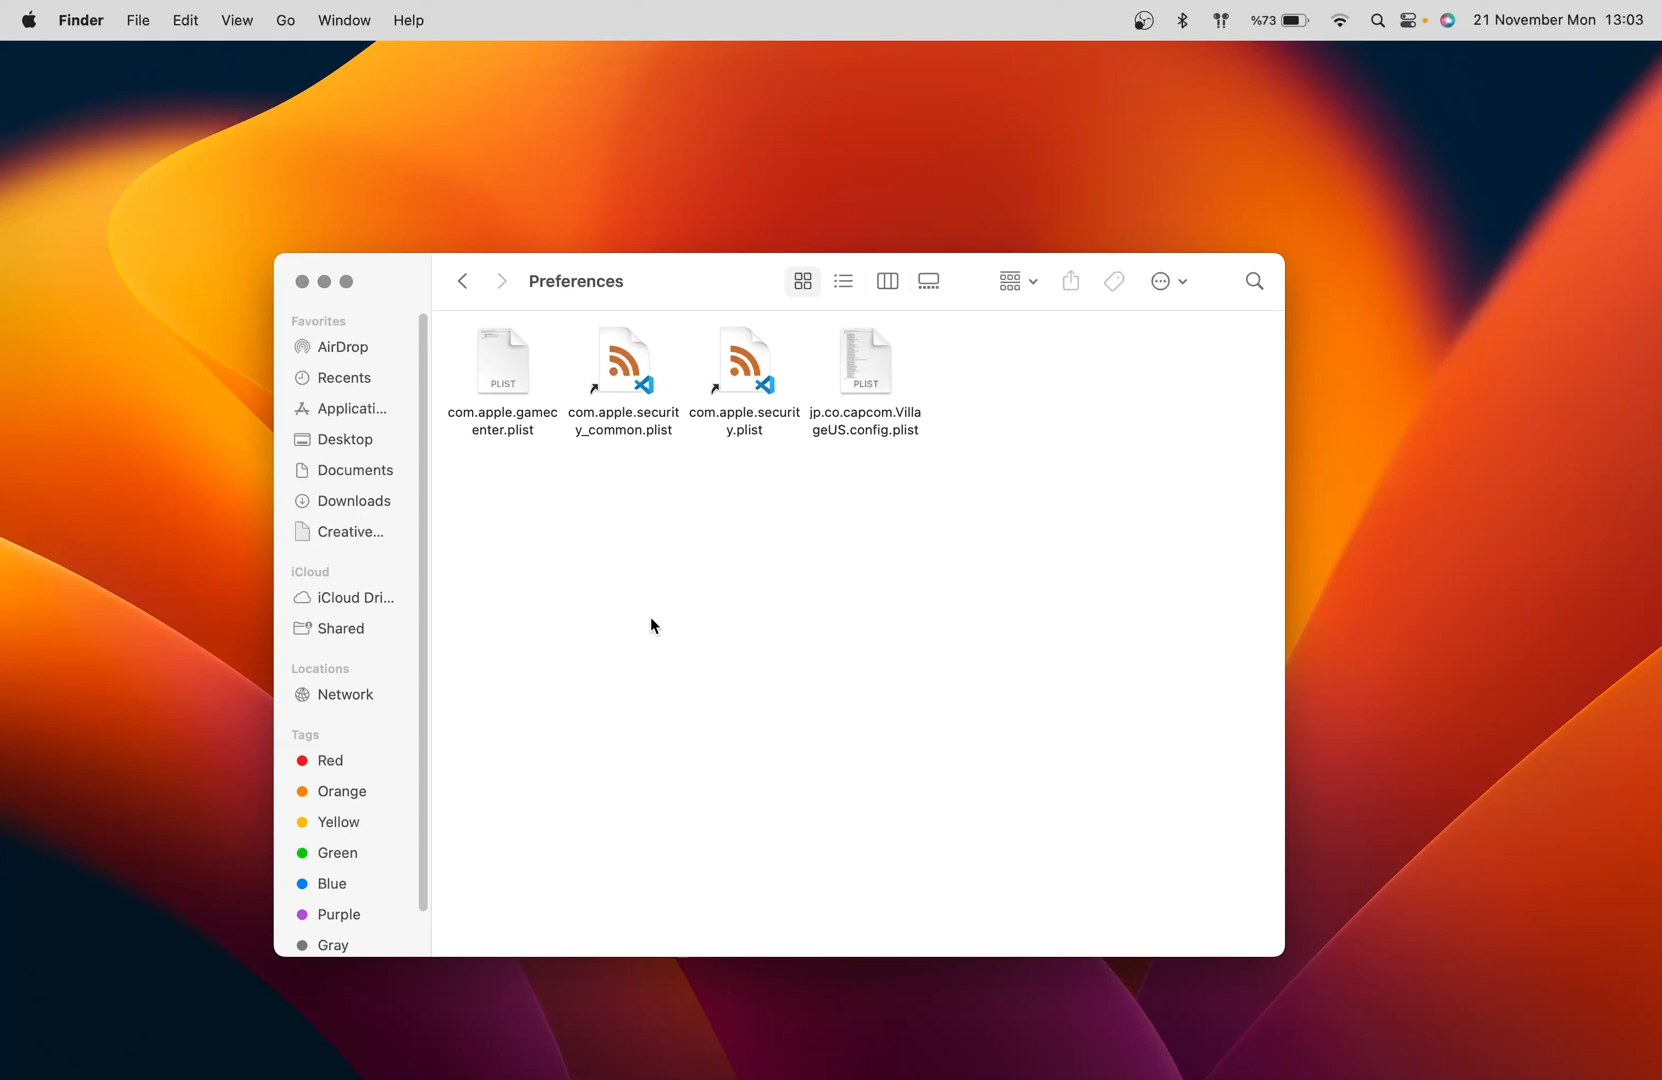 Finder File Edit View Go Window Help %73 21 November Mon 13:03
Preferences
Favorites
AirDrop
Recents
Applicati...
Desktop
Documents
Downloads
Creative...
iCloud
iCloud Dri...
Shared
Locations
Network
Tags
Red
Orange
Yellow
Green
Blue
Purple
Gray
PLIST
com.apple.gamec
enter.plist
com.apple.securit
y_common.plist
com.apple.securit
y.plist
PLIST
jp.co.capcom.Villa
geUS.config.plist